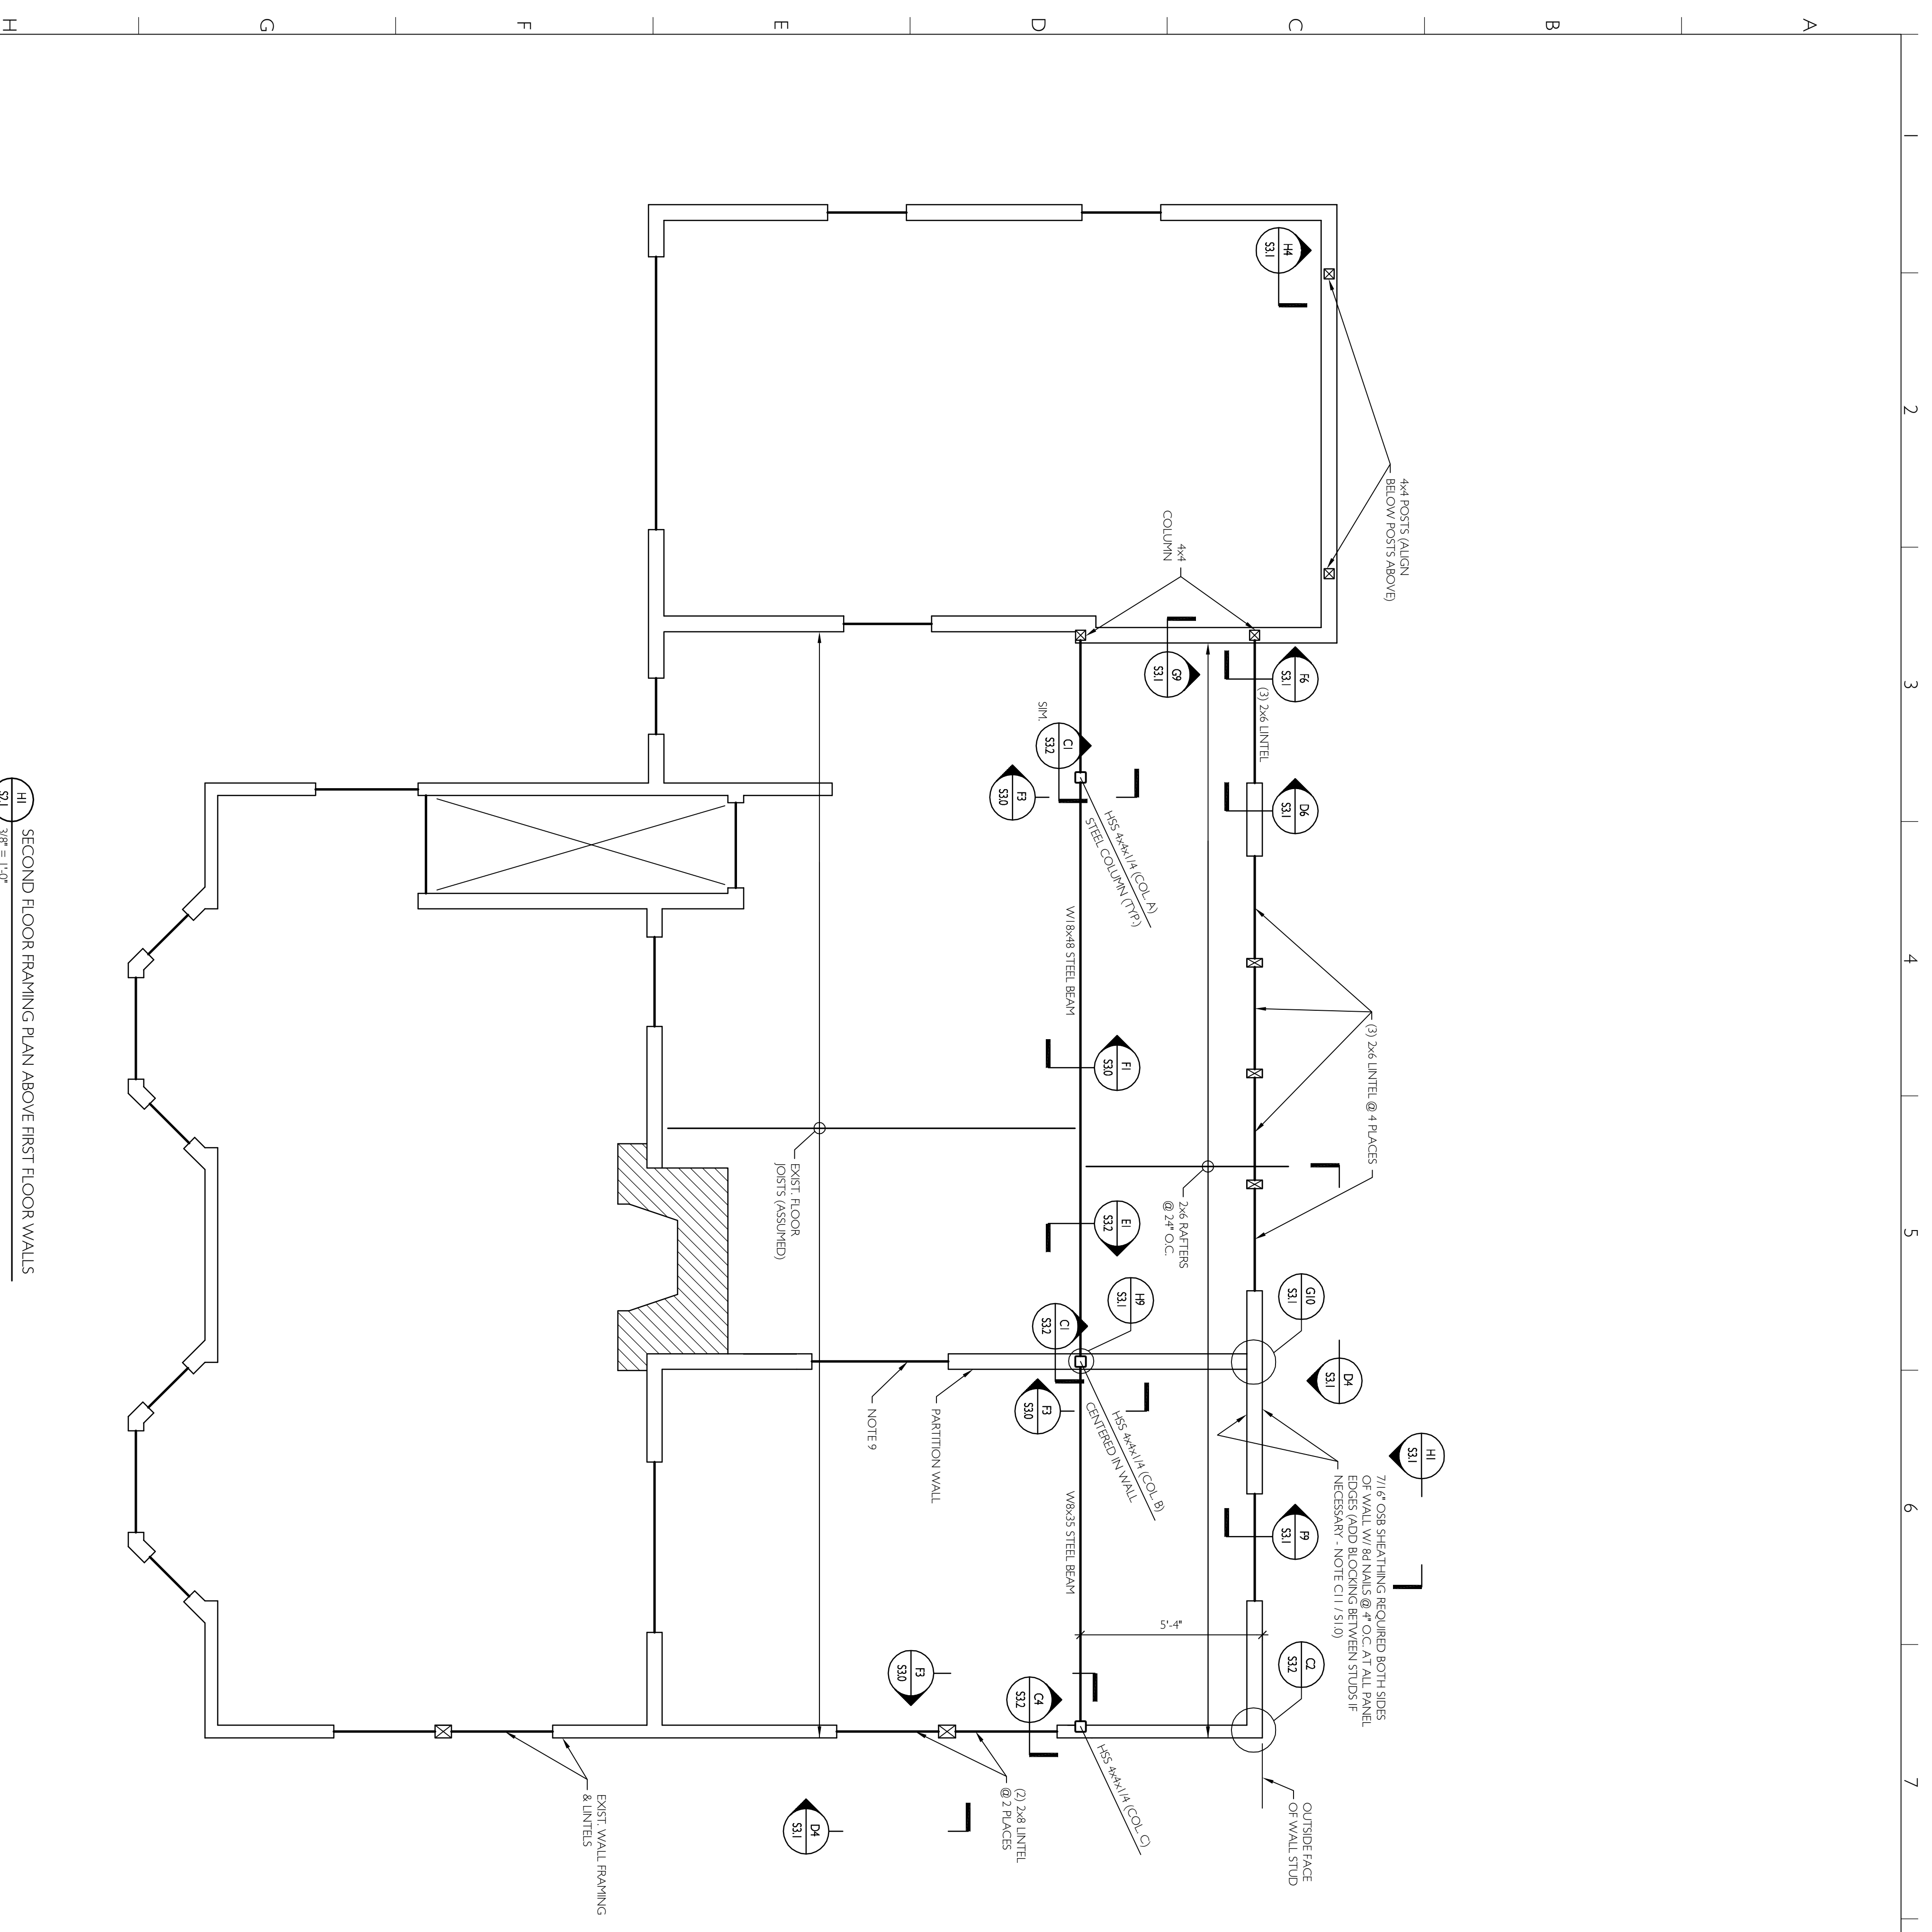 H
G
F
E
D
C
B
A
1
2
3
4
5
6
7
H4
S3.1
4x4 POSTS (ALIGN
BELOW POSTS ABOVE)
4x4
COLUMN
F6
S3.1
G9
S3.1
(3) 2x6 LINTEL
SIM.
C1
S3.2
F3
S3.0
D6
S3.1
HSS 4x4x1/4 (COL. A)
STEEL COLUMN (TYP.)
W18x48 STEEL BEAM
(3) 2x6 LINTEL @ 4 PLACES
F1
S3.0
EXIST. FLOOR
JOISTS (ASSUMED)
2x6 RAFTERS
@ 24" O.C.
E1
S3.2
H9
S3.1
C1
S3.2
G10
S3.1
D4
S3.1
F3
S3.0
HSS 4x4x1/4 (COL. B)
CENTERED IN WALL
PARTITION WALL
NOTE 9
H1
S3.1
7/16" OSB SHEATHING REQUIRED BOTH SIDES
OF WALL W/ 8d NAILS @ 4" O.C. AT ALL PANEL
EDGES (ADD BLOCKING BETWEEN STUDS IF
NECESSARY - NOTE C11 / S1.0)
F9
S3.1
W8x35 STEEL BEAM
5'-4"
C2
S3.2
F3
S3.0
C4
S3.2
HSS 4x4x1/4 (COL. C)
OUTSIDE FACE
OF WALL STUD
(2) 2x8 LINTEL
@ 2 PLACES
D4
S3.1
EXIST. WALL FRAMING
& LINTELS
H1
S2.1
SECOND FLOOR FRAMING PLAN ABOVE FIRST FLOOR WALLS
3/8" = 1'-0"